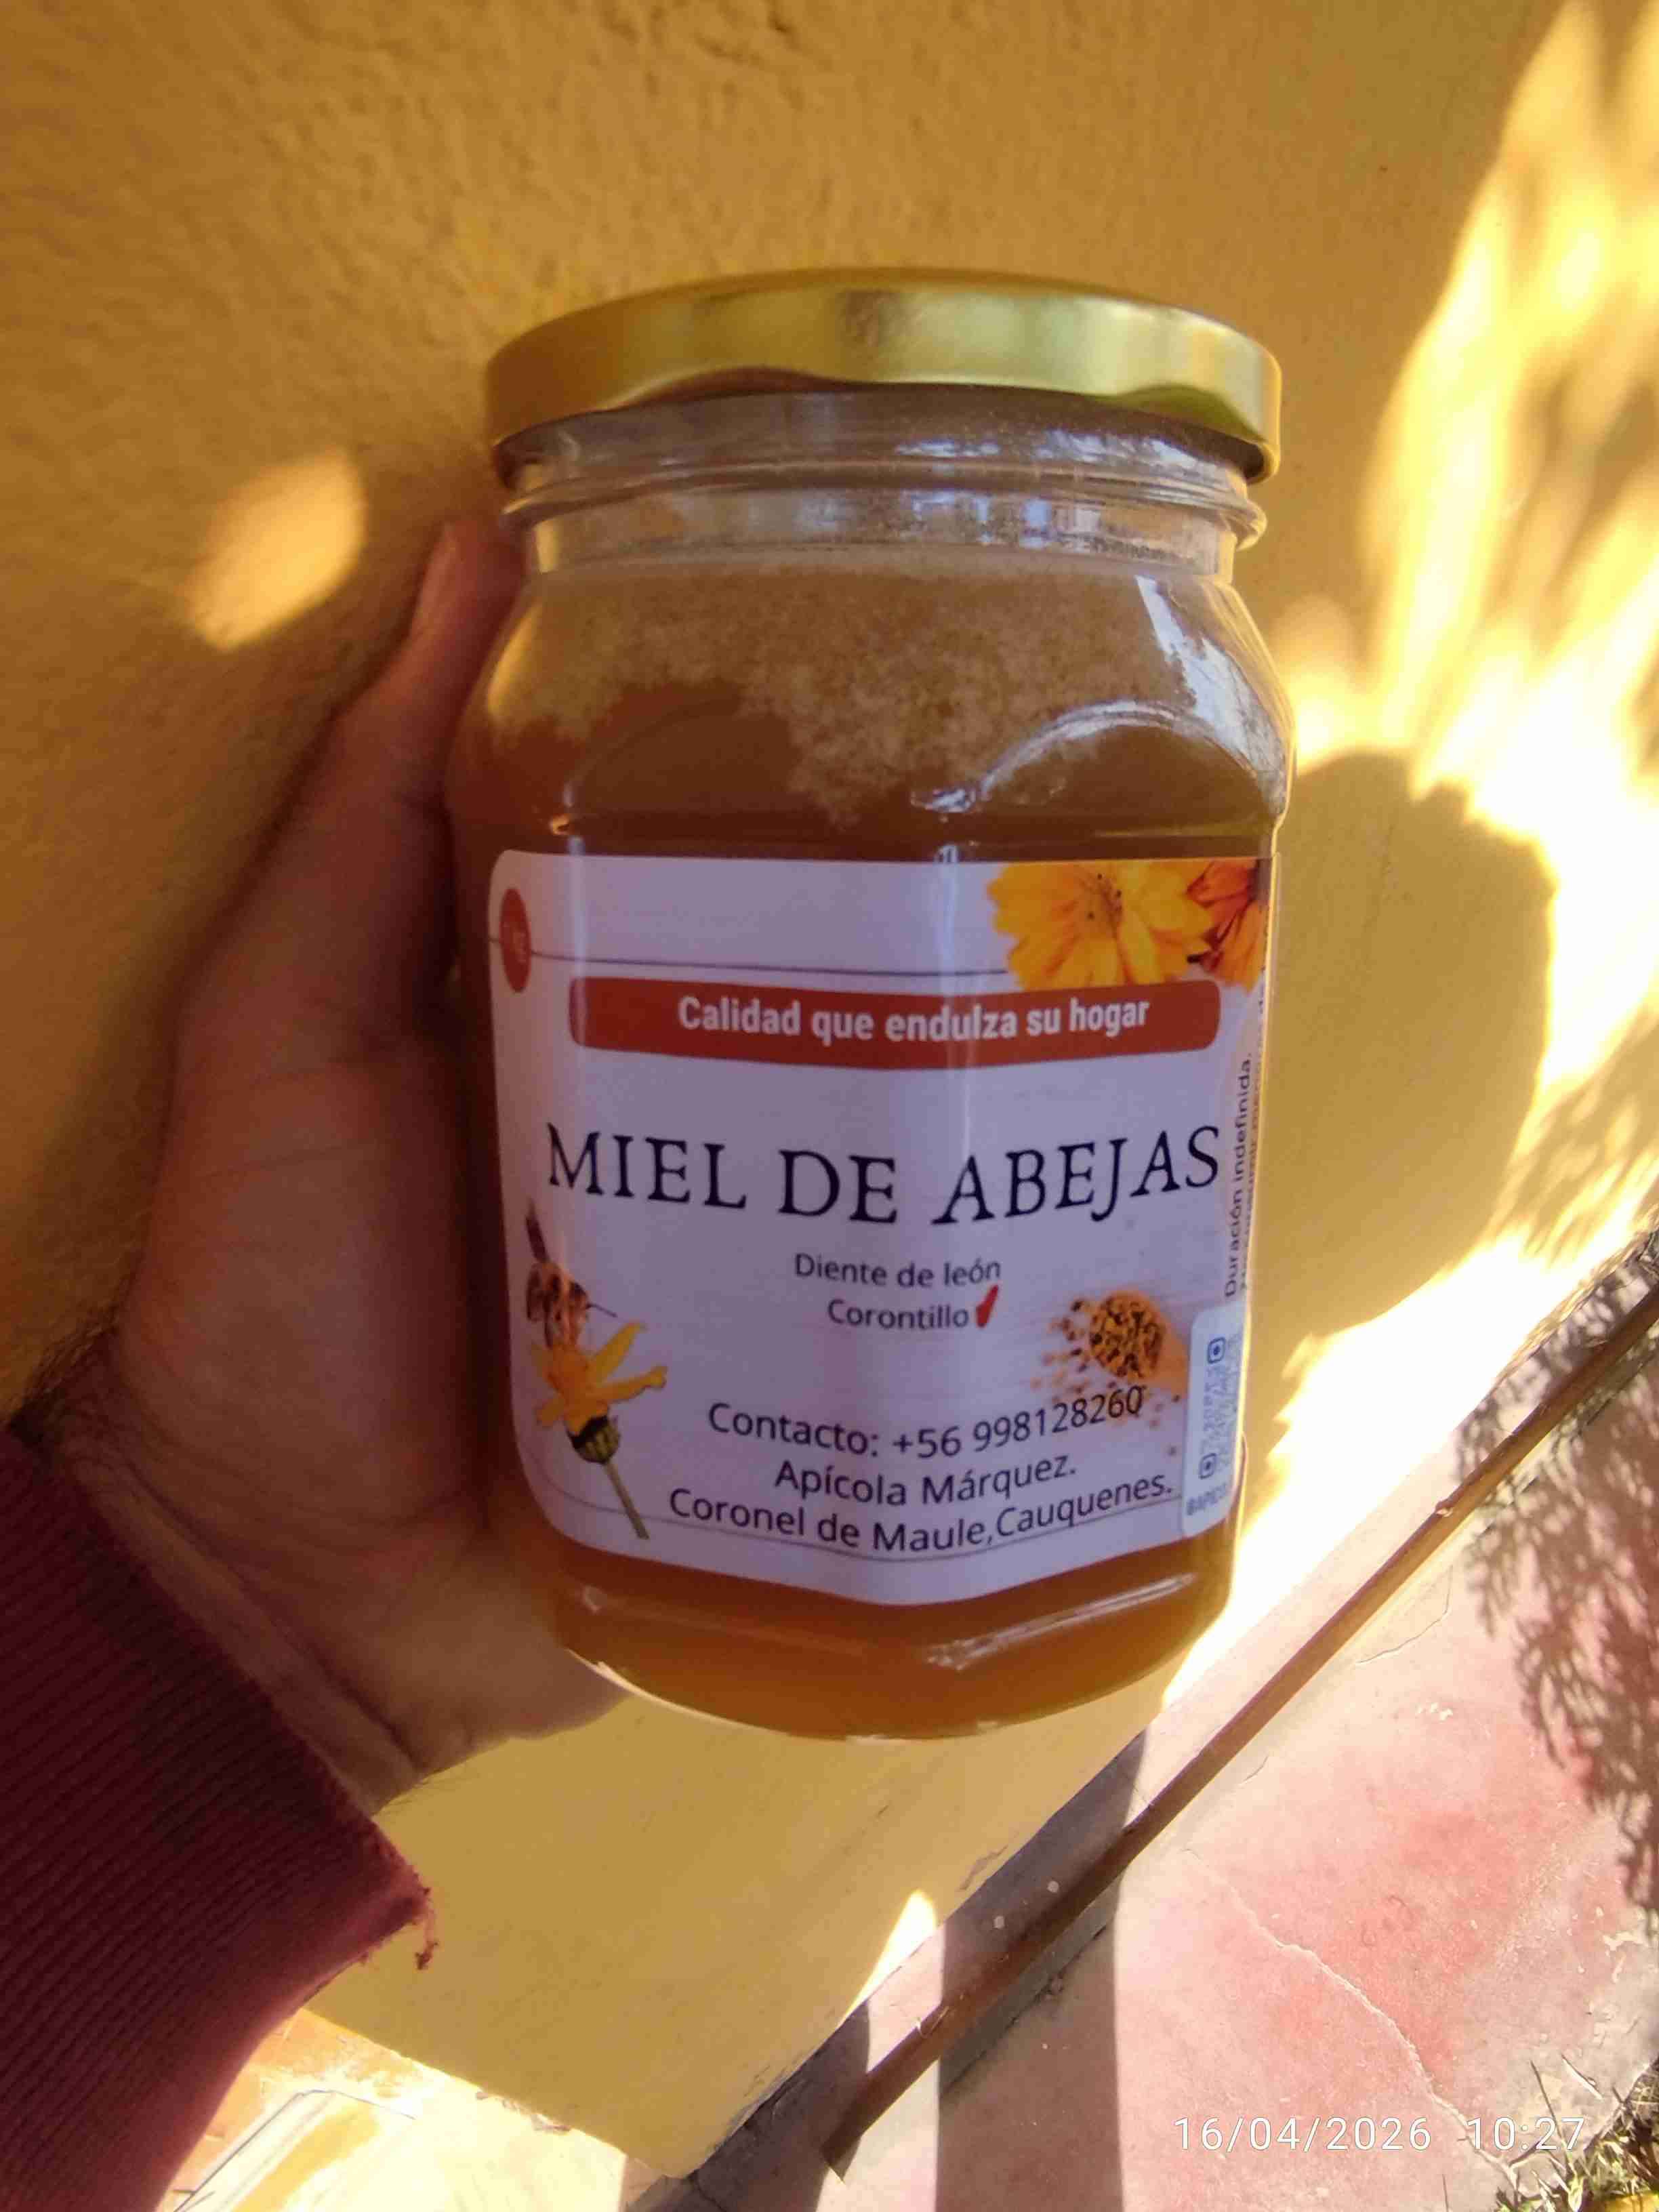 Calidad que endulza su hogar
MIEL DE ABEJAS
Diente de león
Corontillo
Contacto: +56 998128260
Apícola Márquez.
Coronel de Maule,Cauquenes.
Duración indefinida.
16/04/2026 10:27